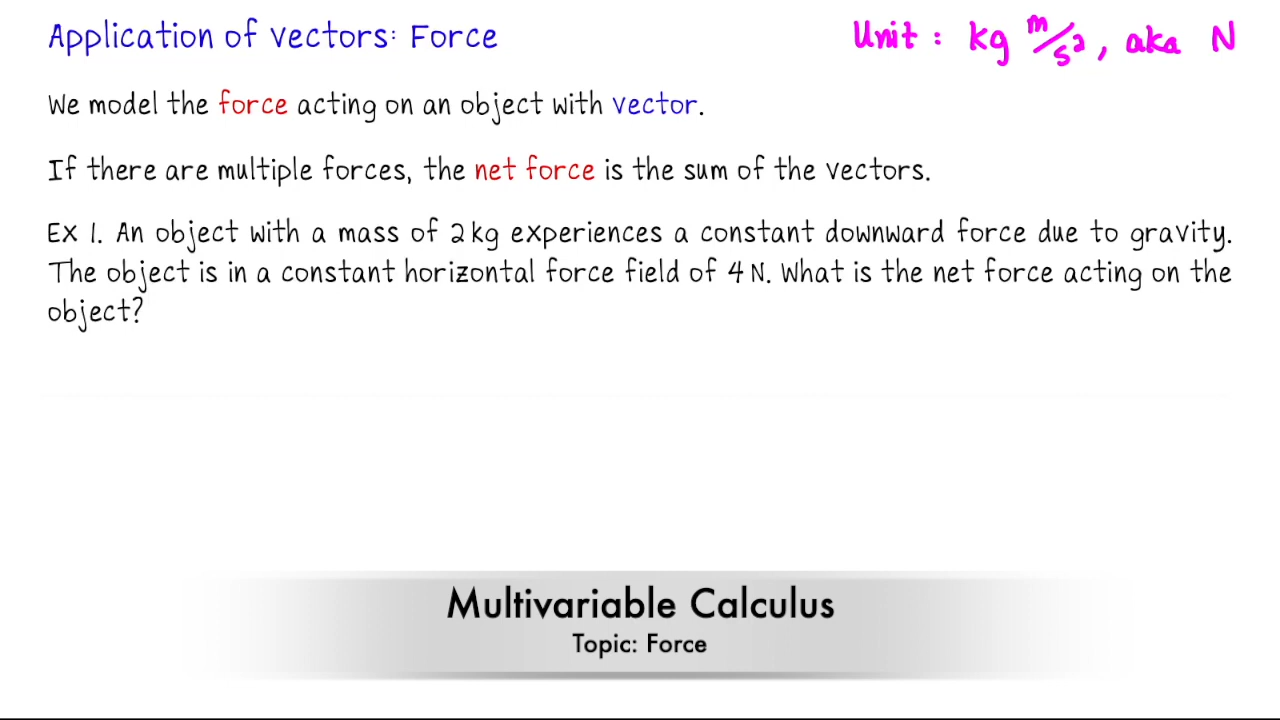 Application of vectors: Force
Unit: kg m/s², aka N
We model the force acting on an object with vector.
If there are multiple forces, the net force is the sum of the vectors.
Ex 1. An object with a mass of 2 kg experiences a constant downward force due to gravity.
The object is in a constant horizontal force field of 4 N. What is the net force acting on the
object?
Multivariable Calculus
Topic: Force